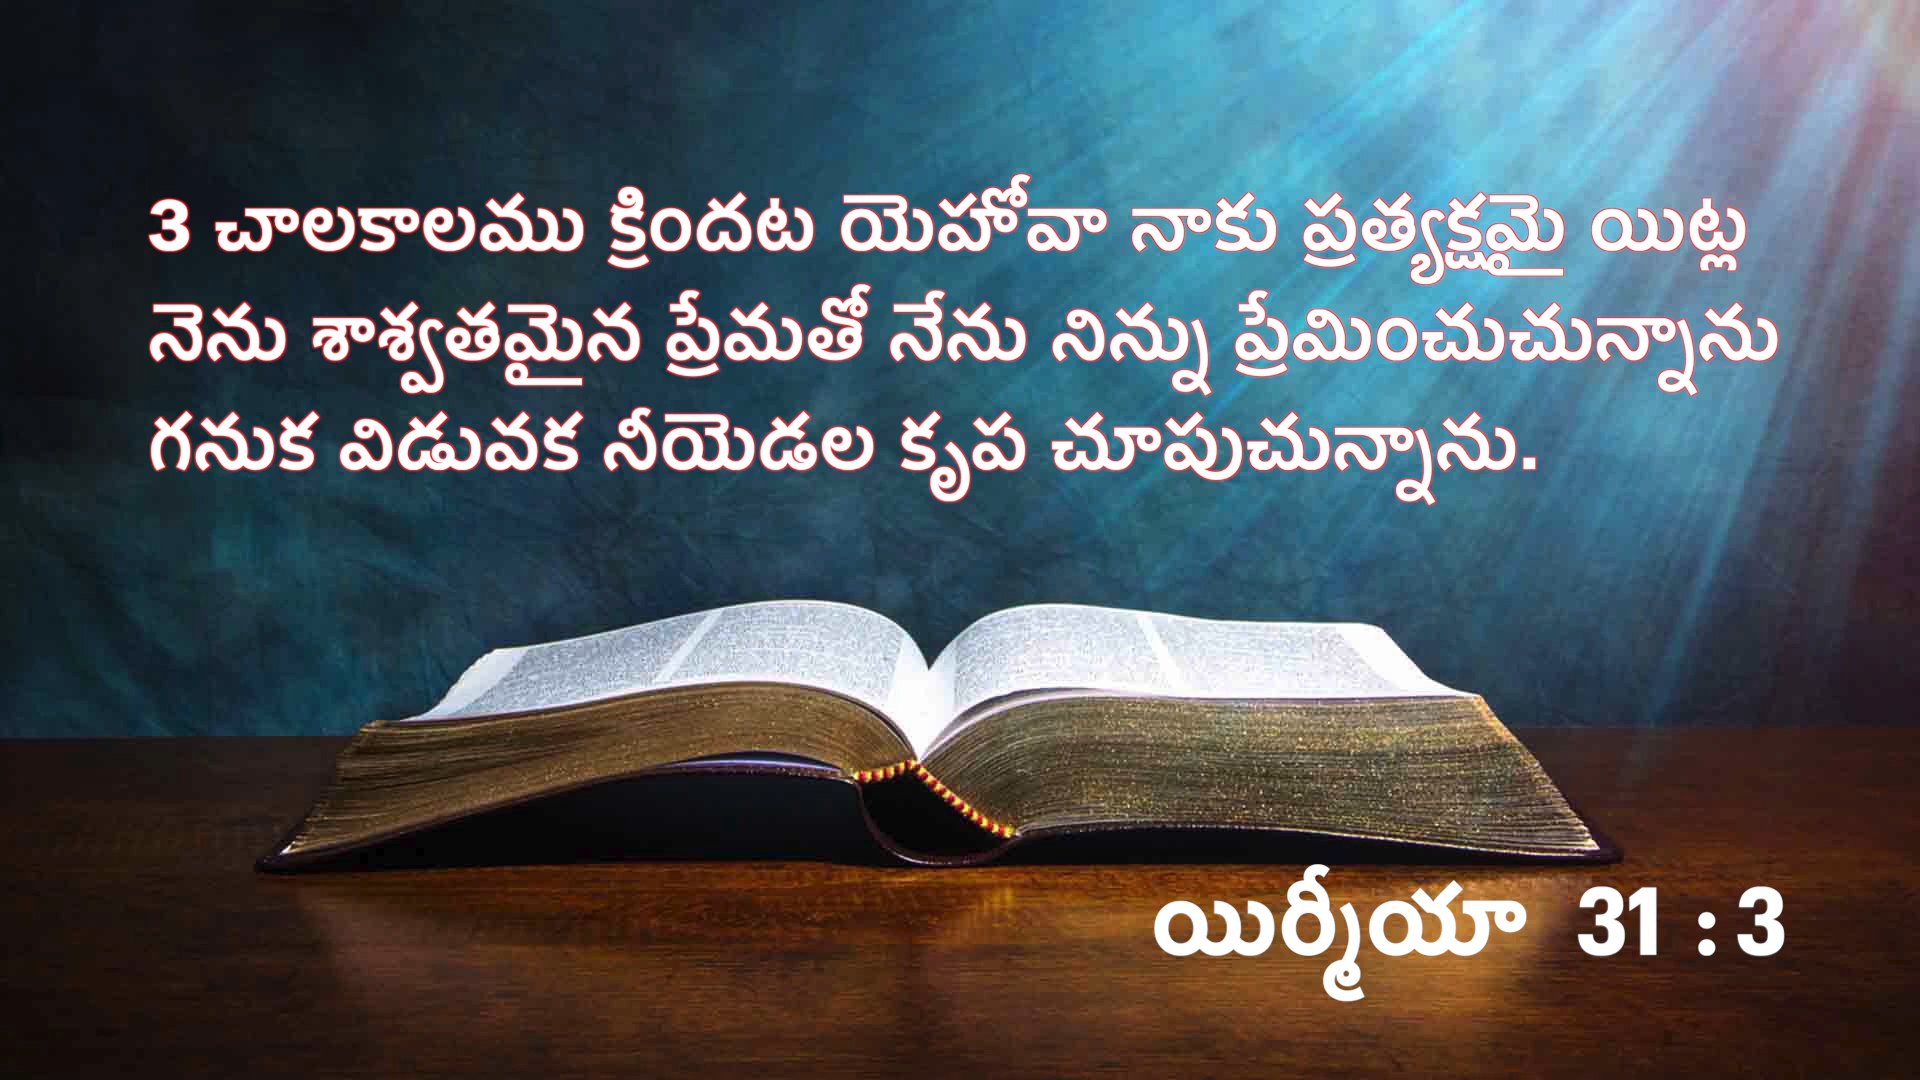 3 చాలకాలము క్రిందట యెహోవా నాకు ప్రత్యక్షమై యిట్ల
నెను శాశ్వతమైన ప్రేమతో నేను నిన్ను ప్రేమించుచున్నాను
గనుక విడువక నీయెడల కృప చూపుచున్నాను.
యిర్మీయా 31 : 3